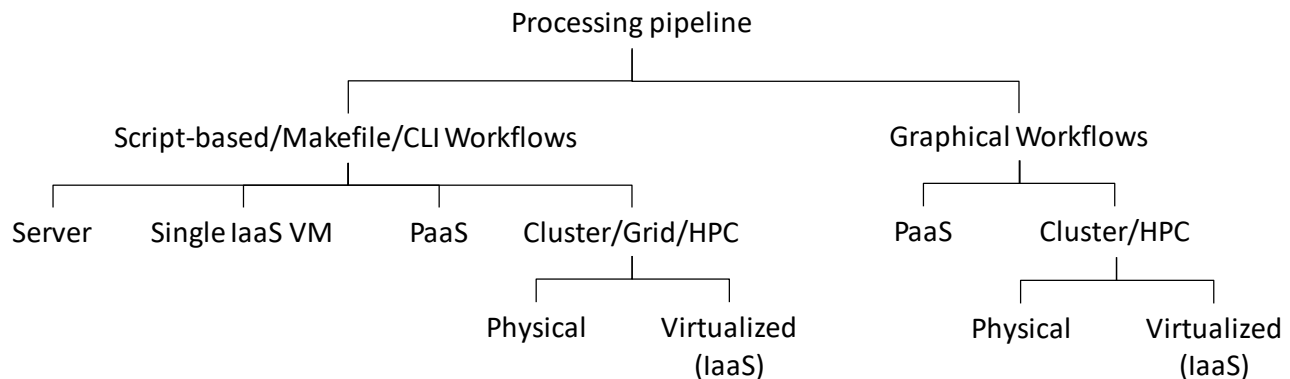 Processing pipeline
Script-based/Makefile/CLI Workflows
Graphical Workflows
Server
Single IaaS VM
PaaS
Cluster/Grid/HPC
PaaS
Cluster/HPC
Physical
Virtualized
(IaaS)
Physical
Virtualized
(IaaS)